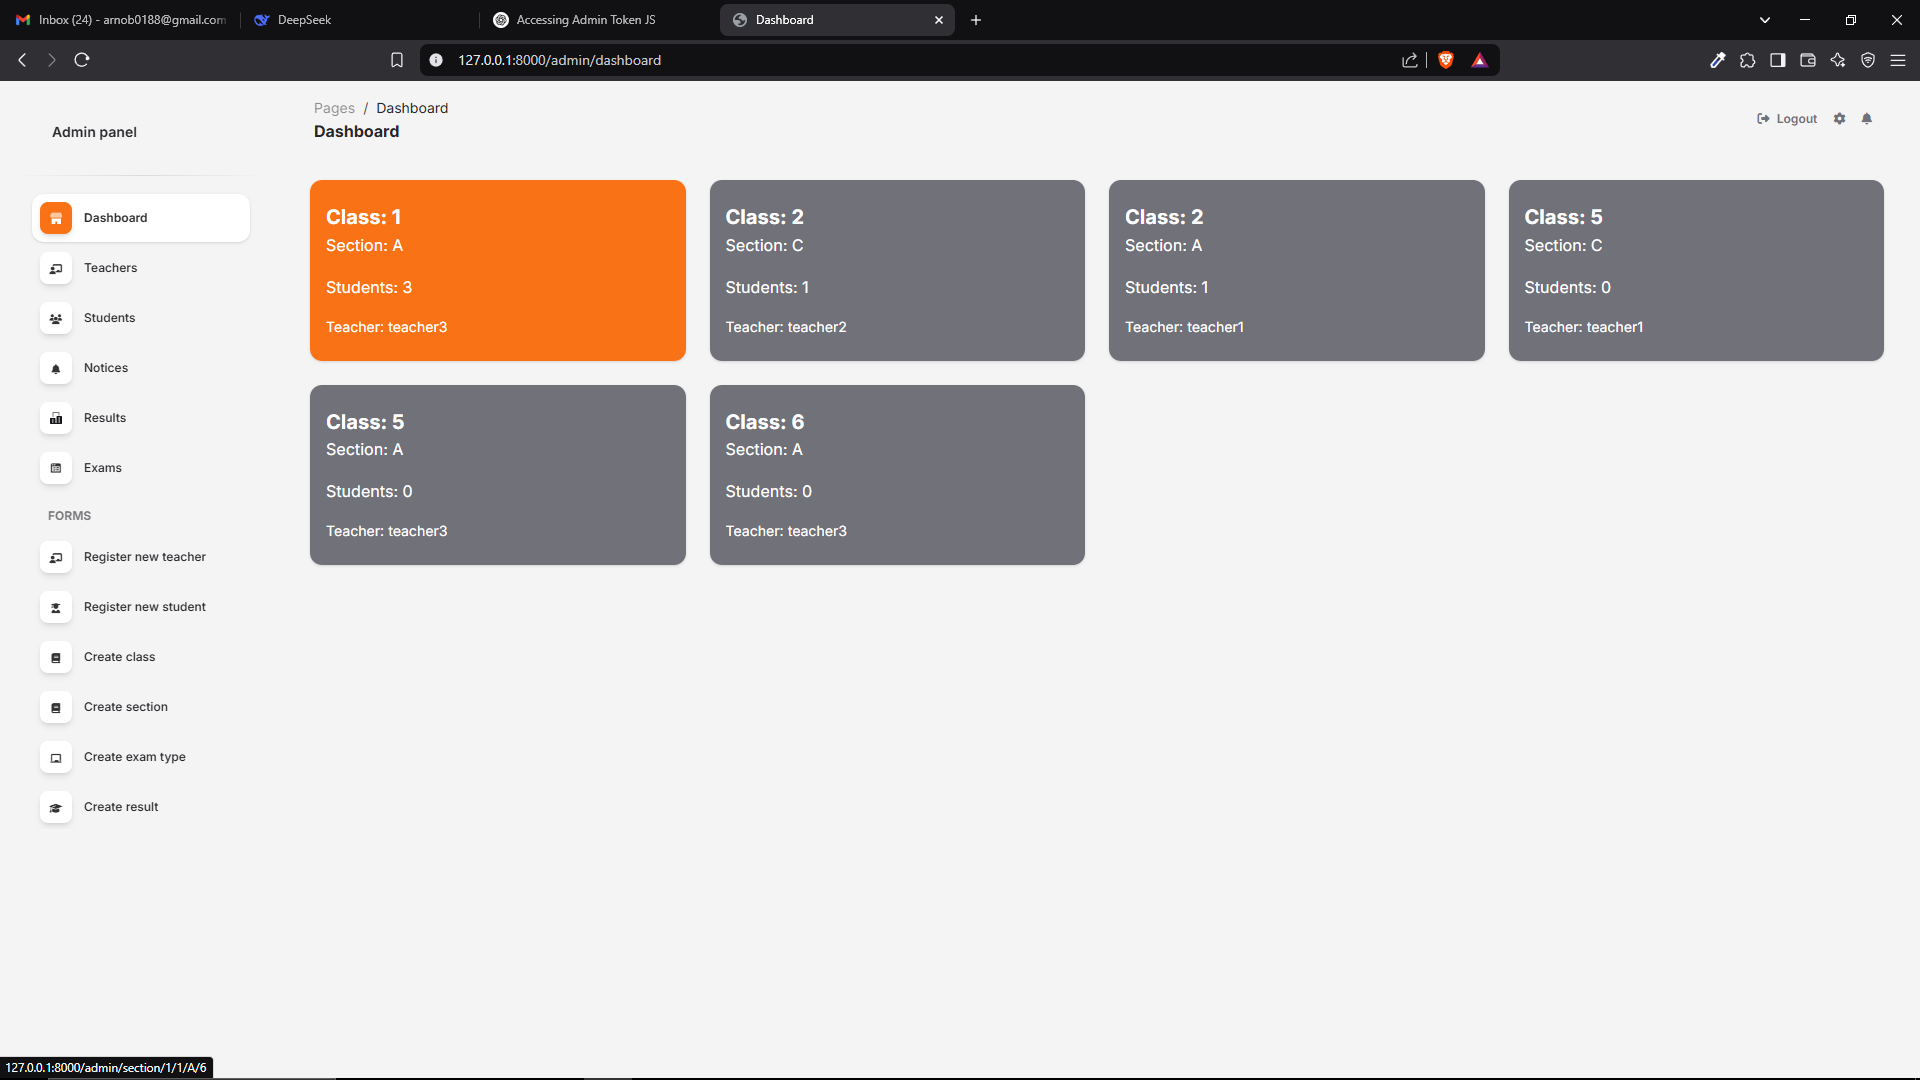 Inbox (24) - arnob0188@gmail.com
DeepSeek
Accessing Admin Token JS
Dashboard
127.0.0.1:8000/admin/dashboard
Admin panel
Pages / Dashboard
Dashboard
Logout
Dashboard
Teachers
Students
Notices
Results
Exams
FORMS
Register new teacher
Register new student
Create class
Create section
Create exam type
Create result
Class: 1
Section: A
Students: 3
Teacher: teacher3
Class: 2
Section: C
Students: 1
Teacher: teacher2
Class: 2
Section: A
Students: 1
Teacher: teacher1
Class: 5
Section: C
Students: 0
Teacher: teacher1
Class: 5
Section: A
Students: 0
Teacher: teacher3
Class: 6
Section: A
Students: 0
Teacher: teacher3
127.0.0.1:8000/admin/section/1/1/A/6